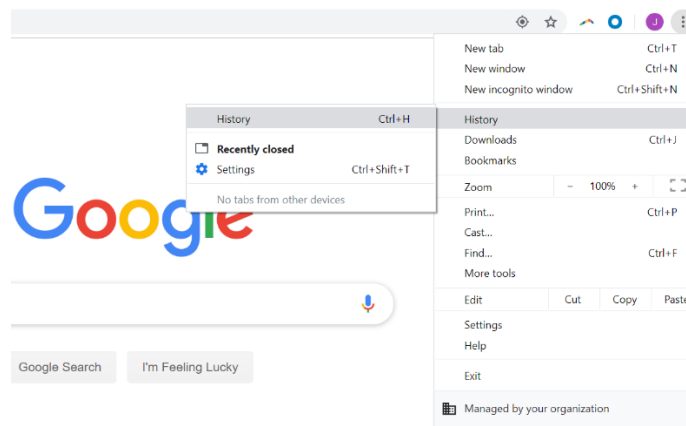 J
New tab Ctrl+T
New window Ctrl+N
New incognito window Ctrl+Shift+N
History Ctrl+H
History
Recently closed
Downloads Ctrl+J
Settings Ctrl+Shift+T
Bookmarks
No tabs from other devices
Zoom - 100% +
Google
Print... Ctrl+P
Cast...
Find... Ctrl+F
More tools
Edit Cut Copy Paste
Settings
Help
Google Search I'm Feeling Lucky
Exit
Managed by your organization